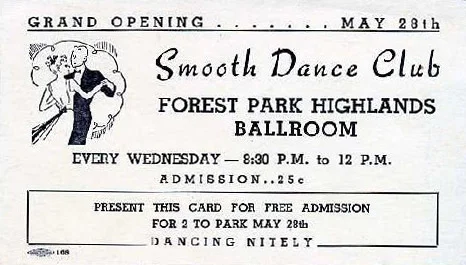 GRAND OPENING . . . . . . . MAY 28th
Smooth Dance Club
FOREST PARK HIGHLANDS
BALLROOM
EVERY WEDNESDAY — 8:30 P.M. to 12 P.M.
ADMISSION..25c
PRESENT THIS CARD FOR FREE ADMISSION
FOR 2 TO PARK MAY 28th
DANCING NITELY
168